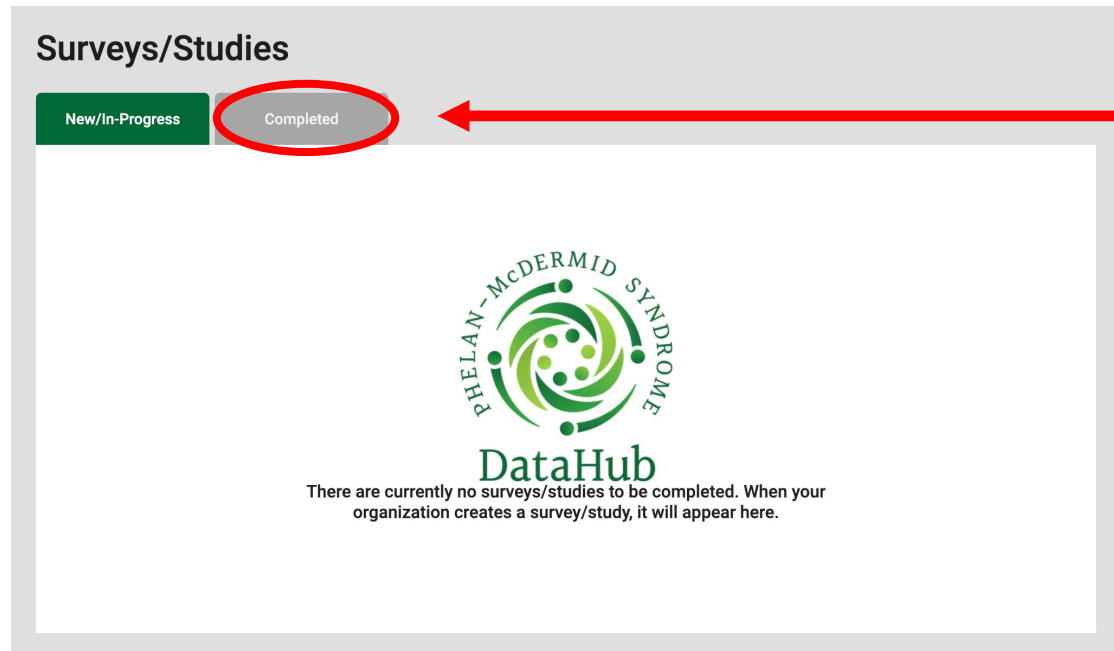 Surveys/Studies
New/In-Progress
Completed
PHELAN-McDERMID SYNDROME
DataHub
There are currently no surveys/studies to be completed. When your
organization creates a survey/study, it will appear here.